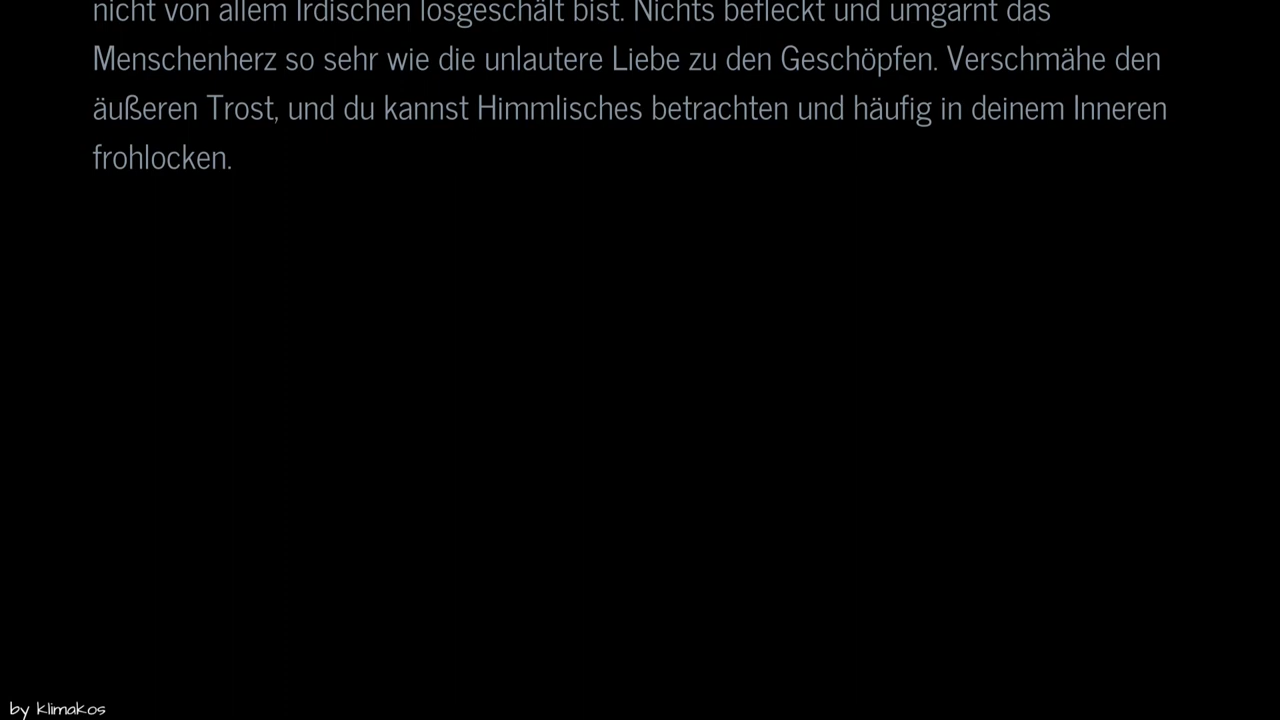 nicht von allem Irdischen losgeschält bist. Nichts befleckt und umgarnt das
Menschenherz so sehr wie die unlautere Liebe zu den Geschöpfen. Verschmähe den
äußeren Trost, und du kannst Himmlisches betrachten und häufig in deinem Inneren
frohlocken.
by klimakos